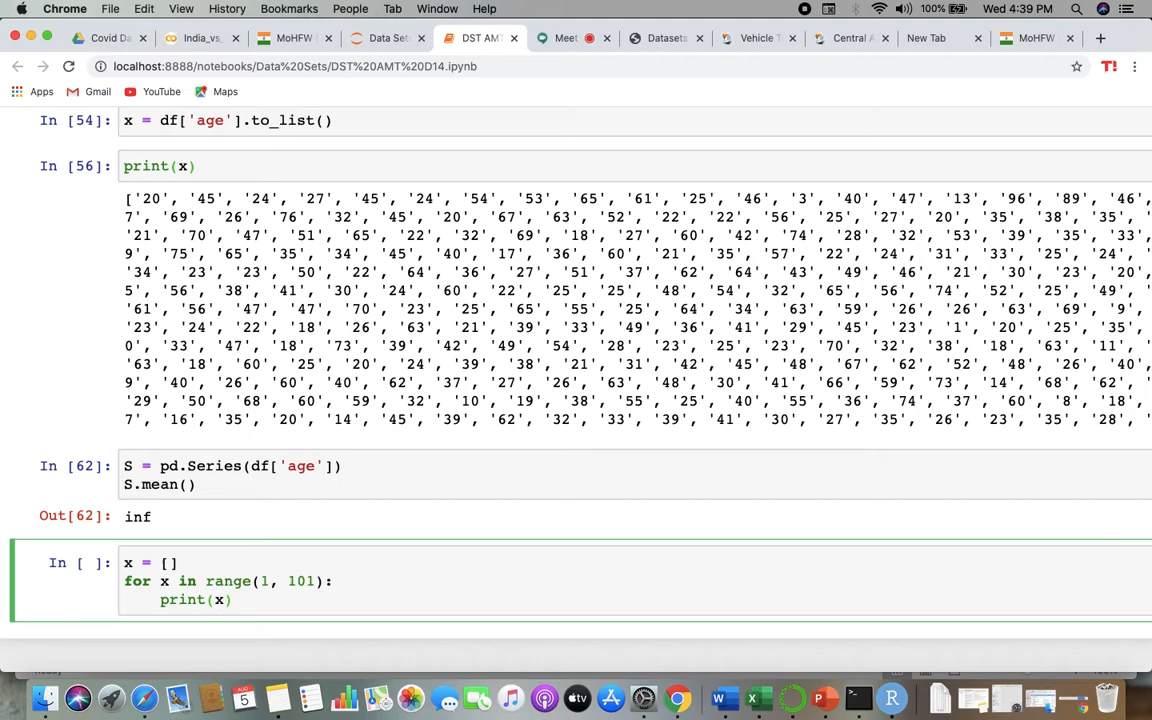 Chrome File Edit View History Bookmarks People Tab Window Help 100% Wed 4:39 PM
Covid Da India_vs_ MoHFW Data Set DST AMT Meet Datasets Vehicle T Central A New Tab MoHFW
localhost:8888/notebooks/Data%20Sets/DST%20AMT%20D14.ipynb T!
Apps Gmail YouTube Maps
In [54]: x = df['age'].to_list()
In [56]: print(x)
['20', '45', '24', '27', '45', '24', '54', '53', '65', '61', '25', '46', '3', '40', '47', '13', '96', '89', '46',
7', '69', '26', '76', '32', '45', '20', '67', '63', '52', '22', '22', '56', '25', '27', '20', '35', '38', '35',
'21', '70', '47', '51', '65', '22', '32', '69', '18', '27', '60', '42', '74', '28', '32', '53', '39', '35', '33'
9', '75', '65', '35', '34', '45', '40', '17', '36', '60', '21', '35', '57', '22', '24', '31', '33', '25', '24',
'34', '23', '23', '50', '22', '64', '36', '27', '51', '37', '62', '64', '43', '49', '46', '21', '30', '23', '20'
5', '56', '38', '41', '30', '24', '60', '22', '25', '25', '48', '54', '32', '65', '56', '74', '52', '25', '49',
'61', '56', '47', '47', '70', '23', '25', '65', '55', '25', '64', '34', '63', '59', '26', '26', '63', '69', '9',
'23', '24', '22', '18', '26', '63', '21', '39', '33', '49', '36', '41', '29', '45', '23', '1', '20', '25', '35'
0', '33', '47', '18', '73', '39', '42', '49', '54', '28', '23', '25', '23', '70', '32', '38', '18', '63', '11',
'63', '18', '60', '25', '20', '24', '39', '38', '21', '31', '42', '45', '48', '67', '62', '52', '48', '26', '40'
9', '40', '26', '60', '40', '62', '37', '27', '26', '63', '48', '30', '41', '66', '59', '73', '14', '68', '62',
'29', '50', '68', '60', '59', '32', '10', '19', '38', '55', '25', '40', '55', '36', '74', '37', '60', '8', '18'
7', '16', '35', '20', '14', '45', '39', '62', '32', '33', '39', '41', '30', '27', '35', '26', '23', '35', '28',
In [62]: S = pd.Series(df['age'])
S.mean()
Out[62]: inf
In [ ]: x = []
for x in range(1, 101):
print(x)
AUG
5
tv
W X P R